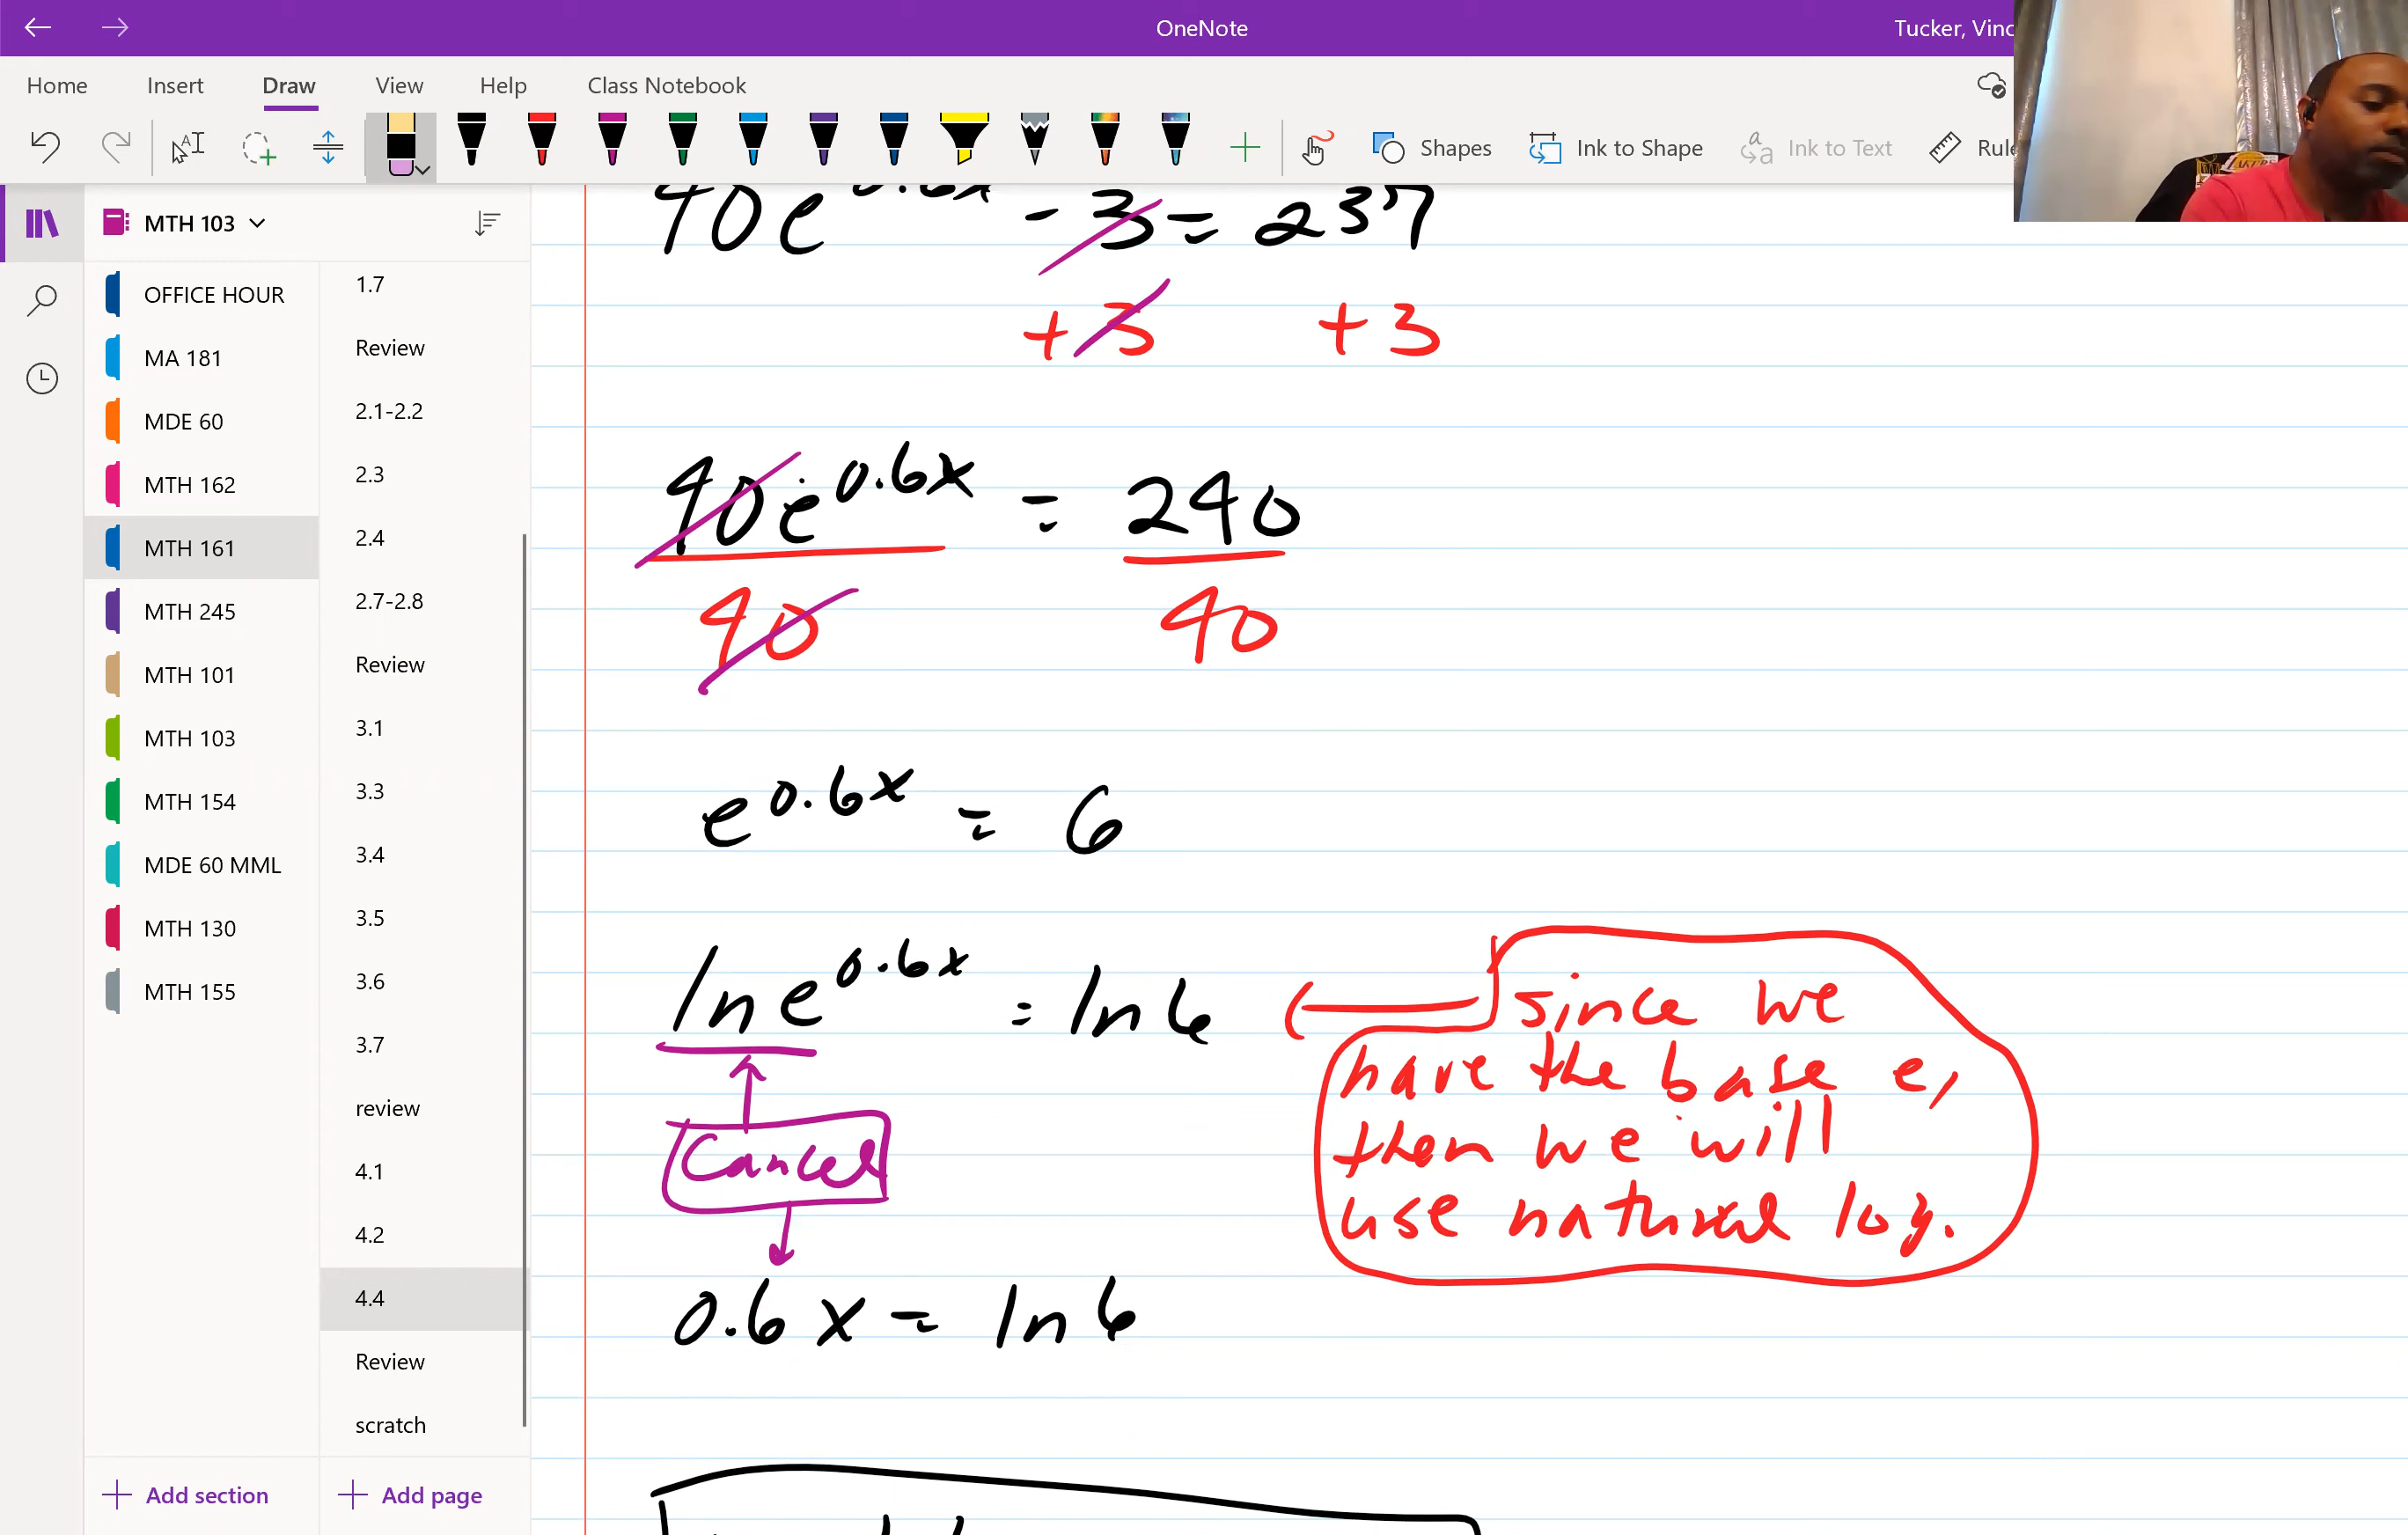 OneNote
Tucker, Vinc
Home Insert Draw View Help Class Notebook
Shapes Ink to Shape Ink to Text Rule
MTH 103
OFFICE HOUR
MA 181
MDE 60
MTH 162
MTH 161
MTH 245
MTH 101
MTH 103
MTH 154
MDE 60 MML
MTH 130
MTH 155
Add section
1.7
Review
2.1-2.2
2.3
2.4
2.7-2.8
Review
3.1
3.3
3.4
3.5
3.6
3.7
review
4.1
4.2
4.4
Review
scratch
Add page
40e^0.6x - 3 = 237
+3 +3
40e^0.6x = 240
40 40
e^0.6x = 6
ln e^0.6x = ln 6
since we
have the base e,
then we will
use natural log.
Cancel
0.6x = ln 6